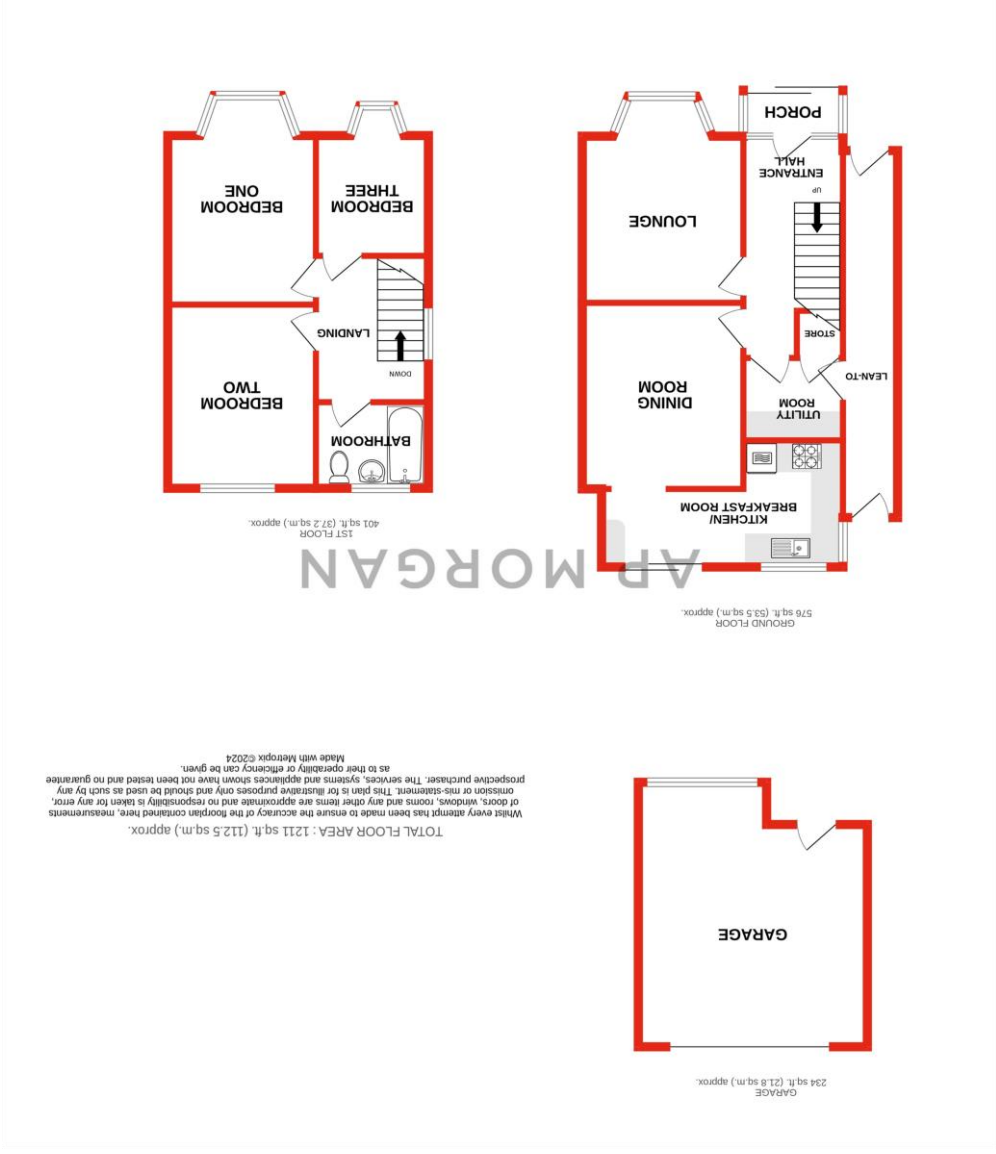 GARAGE
234 sq.ft. (21.8 sq.m.) approx.
GARAGE
GROUND FLOOR
576 sq.ft. (53.5 sq.m.) approx.
KITCHEN/
BREAKFAST ROOM
UTILITY
ROOM
DINING
ROOM
LEAN-TO
STORE
LOUNGE
UP
ENTRANCE
HALL
PORCH
1ST FLOOR
401 sq.ft. (37.2 sq.m.) approx.
BATHROOM
BEDROOM
TWO
DOWN
LANDING
BEDROOM
THREE
BEDROOM
ONE
AP MORGAN
TOTAL FLOOR AREA : 1211 sq.ft. (112.5 sq.m.) approx.
Whilst every attempt has been made to ensure the accuracy of the floorplan contained here, measurements
of doors, windows, rooms and any other items are approximate and no responsibility is taken for any error,
omission or mis-statement. This plan is for illustrative purposes only and should be used as such by any
prospective purchaser. The services, systems and appliances shown have not been tested and no guarantee
as to their operability or efficiency can be given.
Made with Metropix ©2024